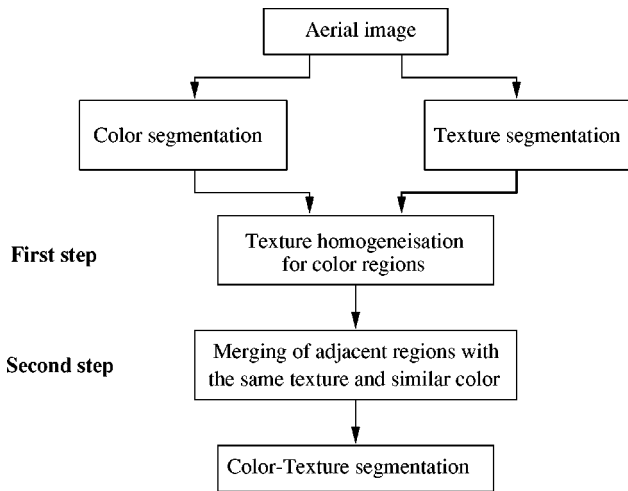 Aerial image
Color segmentation
Texture segmentation
First step
Texture homogeneisation
for color regions
Second step
Merging of adjacent regions with
the same texture and similar color
Color-Texture segmentation